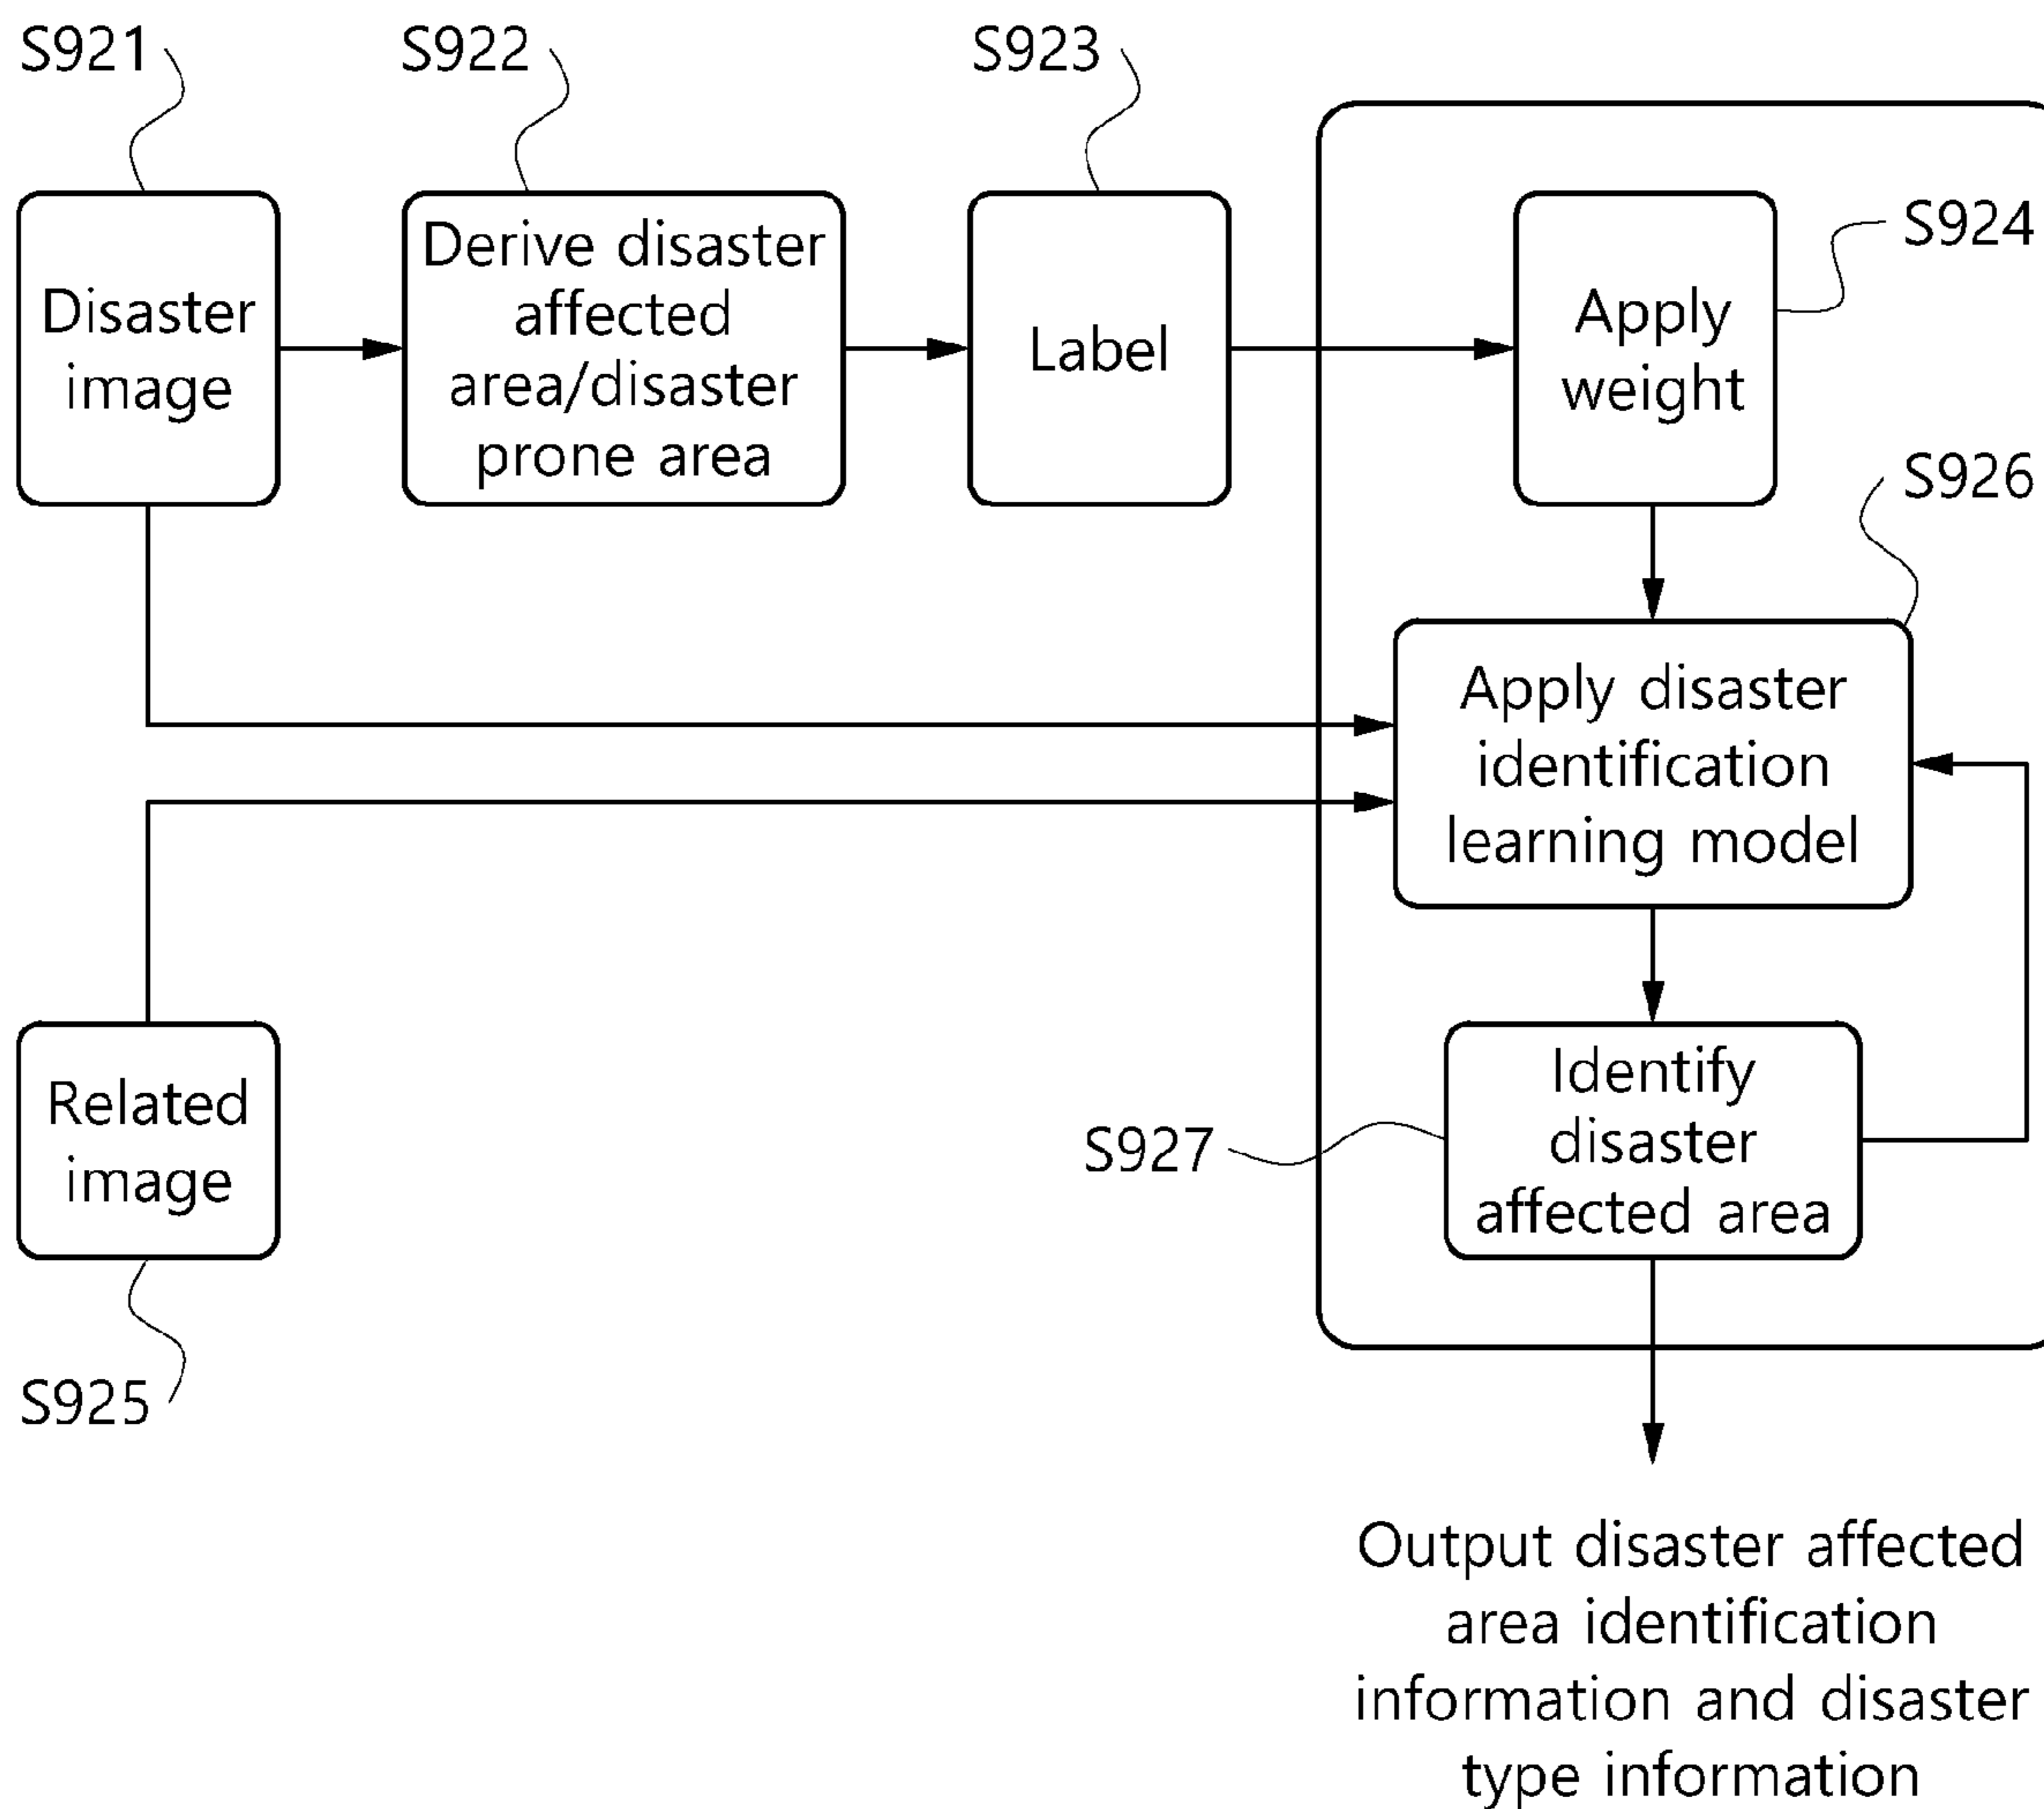 S921
S922
S923
Disaster
image
Derive disaster
affected
area/disaster
prone area
Label
Apply
weight
S924
S926
Apply disaster
identification
learning model
Related
image
S925
Identify
disaster
affected area
S927
Output disaster affected
area identification
information and disaster
type information